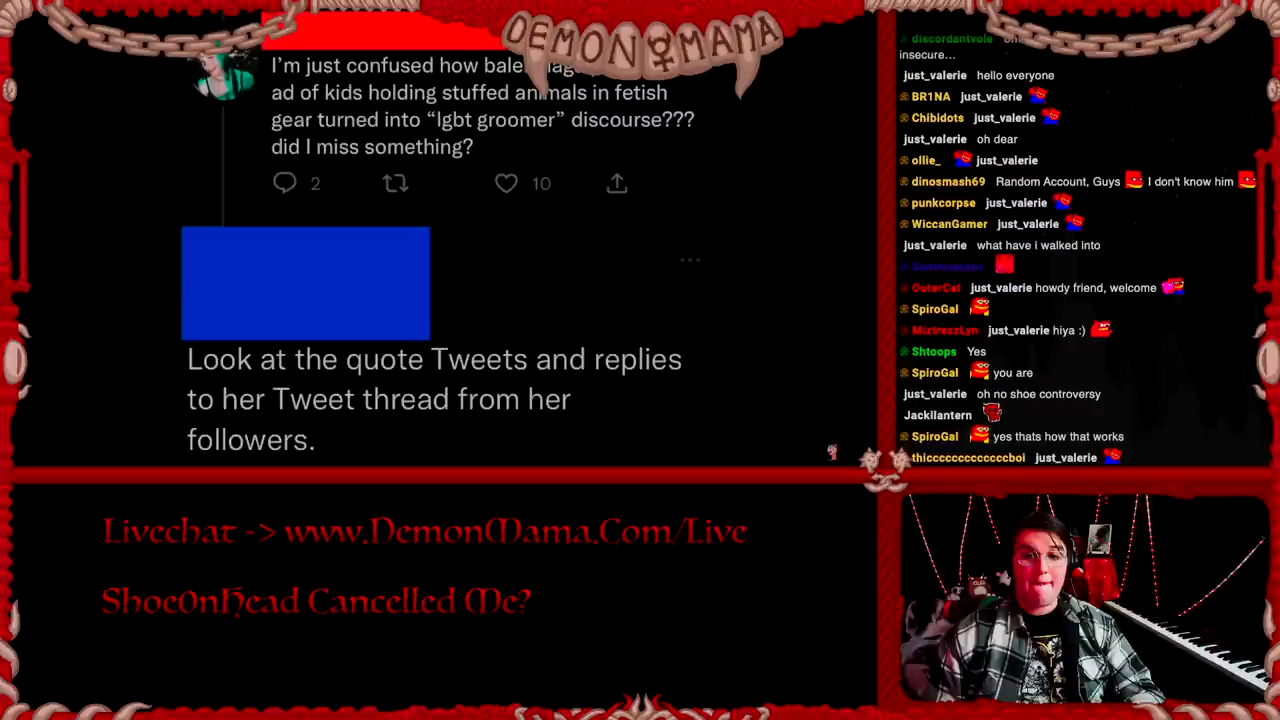 DEMON MAMA
I'm just confused how
ad of kids holding stuffed animals in fetish
gear turned into “lgbt groomer” discourse???
did I miss something?
2
10
Look at the quote Tweets and replies
to her Tweet thread from her
followers.
discordantvole
insecure…
just_valerie hello everyone
BR1NA just_valerie
Chibidots just_valerie
just_valerie oh dear
ollie_ just_valerie
dinosmash69 Random Account, Guys I don't know him
punkcorpse just_valerie
WiccanGamer just_valerie
just_valerie what have i walked into
OuterCat just_valerie howdy friend, welcome
SpiroGal
MiztrezzLyn just_valerie hiya :)
Shtoops Yes
SpiroGal you are
just_valerie oh no shoe controversy
Jackilantern
SpiroGal yes thats how that works
thicccccccccccccboi just_valerie
Livechat -> www.DemonMama.Com/Live
ShoeOnHead Cancelled Me?